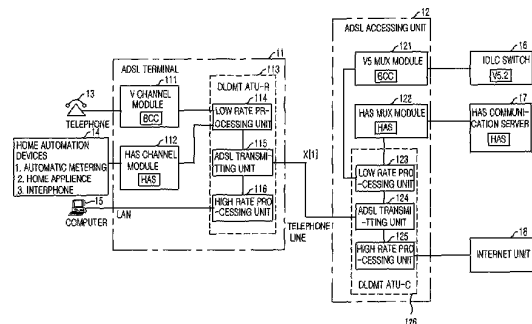 12
ADSL ACCESSING UNIT
11
ADSL TERMINAL
113
111
V CHANNEL
MODULE
BCC
13
TELEPHONE
14
HOME AUTOMATION
DEVICES
1. AUTOMATIC METERING
2. HOME APPLIENCE
3. INTERPHONE
112
HAS CHANNEL
MODULE
HAS
15
COMPUTER
LAN
DLDMT ATU-R
114
LOW RATE PR-
OCESSING UNIT
115
ADSL TRANSMI-
TTING UNIT
116
HIGH RATE PRO-
CESSING UNIT
X[1]
TELEPHONE
LINE
121
V5 MUX MODULE
BCC
122
HAS MUX MODULE
HAS
123
LOW RATE PRO-
CESSING UNIT
124
ADSL TRANSMI
-TTING UNIT
125
HIGH RATE PRO
-CESSING UNIT
DLDMT ATU-C
126
16
IDLC SWITCH
V5.2
17
HAS COMMUNI-
CATION SERVER
HAS
18
INTERNET UNIT